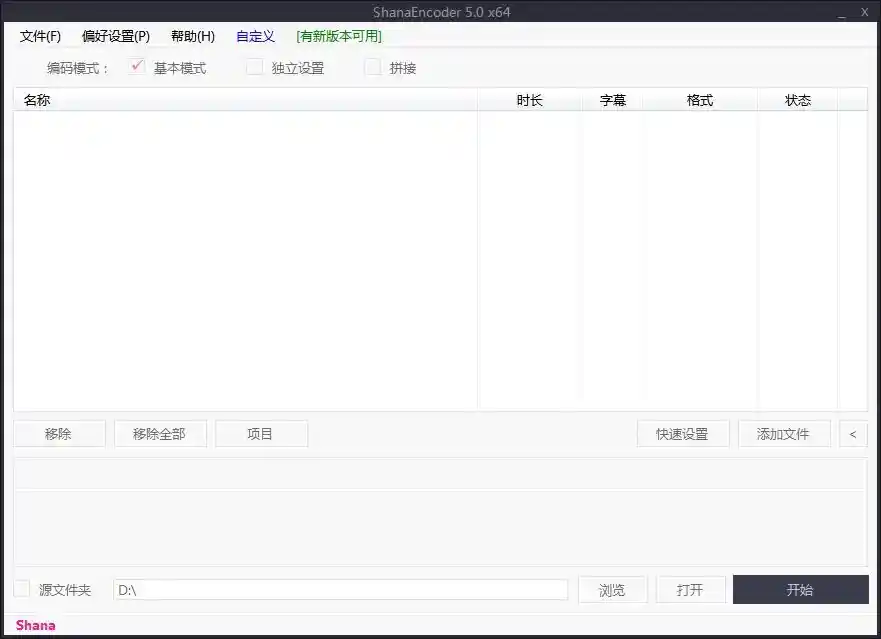 ShanaEncoder 5.0 x64 _ X
文件(F) 偏好设置(P) 帮助(H) 自定义 [有新版本可用]
编码模式： 基本模式 独立设置 拼接
名称 时长 字幕 格式 状态
移除 移除全部 项目 快速设置 添加文件 <
源文件夹 D:\ 浏览 打开 开始
Shana